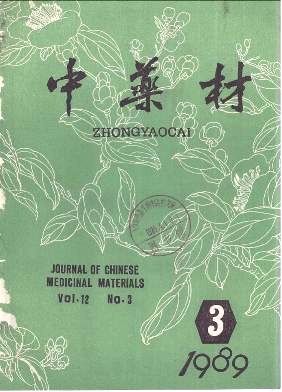 中藥材
ZHONGYAOCAI
JOURNAL OF CHINESE
MEDICINAL MATERIALS
Vol·12 No·3
3
1989